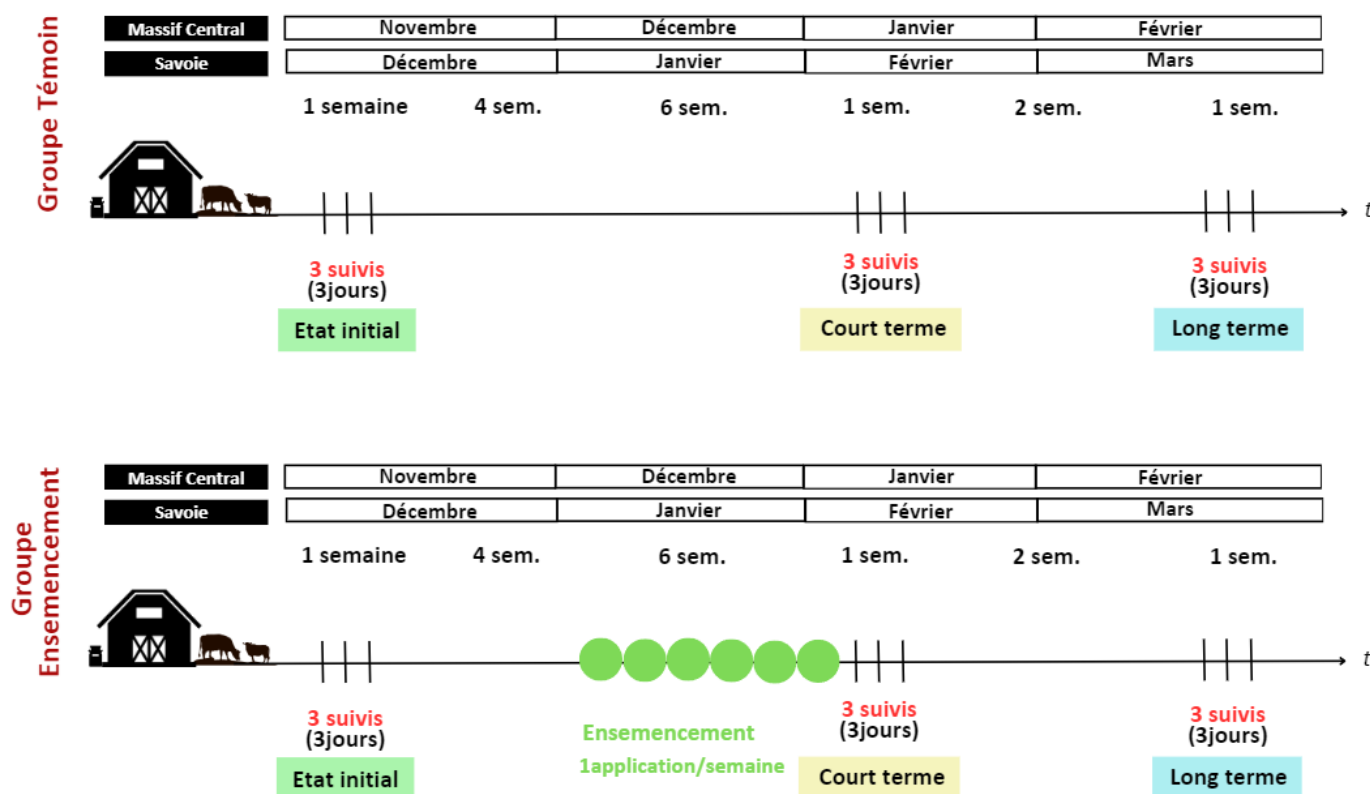 Groupe Témoin
Massif Central Novembre Décembre Janvier Février
Savoie Décembre Janvier Février Mars
1 semaine 4 sem. 6 sem. 1 sem. 2 sem. 1 sem.
t
3 suivis 3 suivis 3 suivis
(3jours) (3jours) (3jours)
Etat initial Court terme Long terme
Groupe
Ensemencement
Massif Central Novembre Décembre Janvier Février
Savoie Décembre Janvier Février Mars
1 semaine 4 sem. 6 sem. 1 sem. 2 sem. 1 sem.
t
3 suivis 3 suivis 3 suivis
(3jours) (3jours) (3jours)
Ensemencement
1application/semaine
Etat initial Court terme Long terme